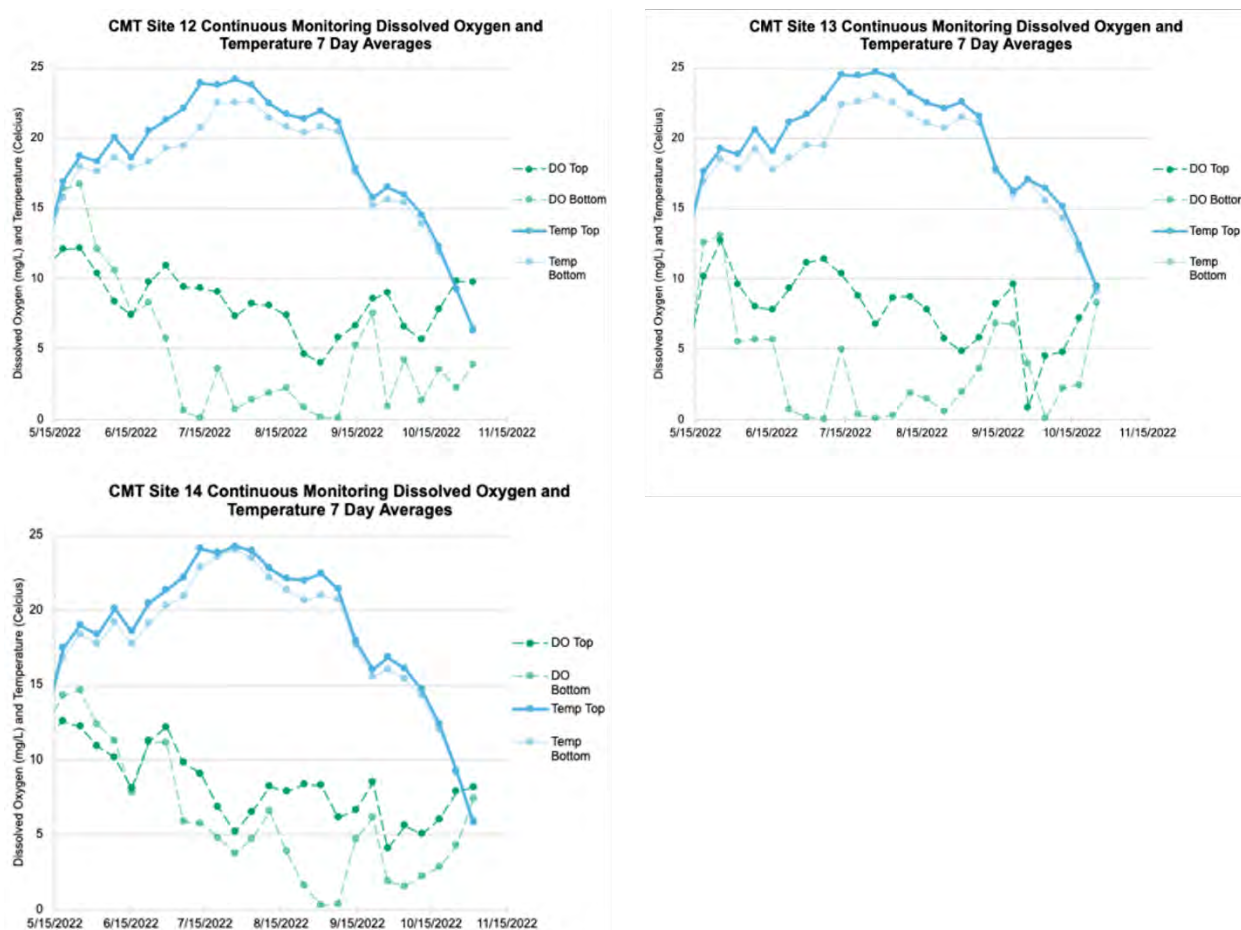 CMT Site 12 Continuous Monitoring Dissolved Oxygen and
Temperature 7 Day Averages
Dissolved Oxygen (mg/L) and Temperature (Celcius)
25
20
15
10
5
0
5/15/2022 6/15/2022 7/15/2022 8/15/2022 9/15/2022 10/15/2022 11/15/2022
DO Top
DO Bottom
Temp Top
Temp
Bottom
CMT Site 13 Continuous Monitoring Dissolved Oxygen and
Temperature 7 Day Averages
Dissolved Oxygen (mg/L) and Temperature (Celcius)
25
20
15
10
5
0
5/15/2022 6/15/2022 7/15/2022 8/15/2022 9/15/2022 10/15/2022 11/15/2022
DO Top
DO Bottom
Temp Top
Temp
Bottom
CMT Site 14 Continuous Monitoring Dissolved Oxygen and
Temperature 7 Day Averages
Dissolved Oxygen (mg/L) and Temperature (Celcius)
25
20
15
10
5
0
5/15/2022 6/15/2022 7/15/2022 8/15/2022 9/15/2022 10/15/2022 11/15/2022
DO Top
DO
Bottom
Temp Top
Temp
Bottom